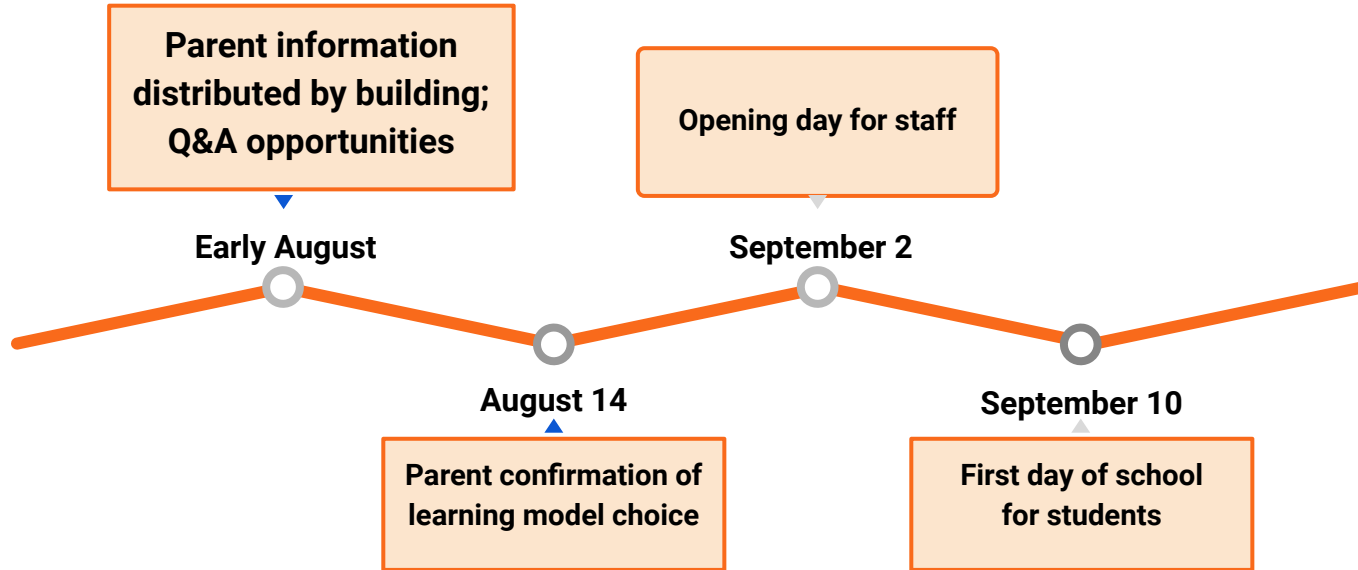 Parent information
distributed by building;
Q&A opportunities
Early August
Opening day for staff
September 2
August 14
Parent confirmation of
learning model choice
September 10
First day of school
for students